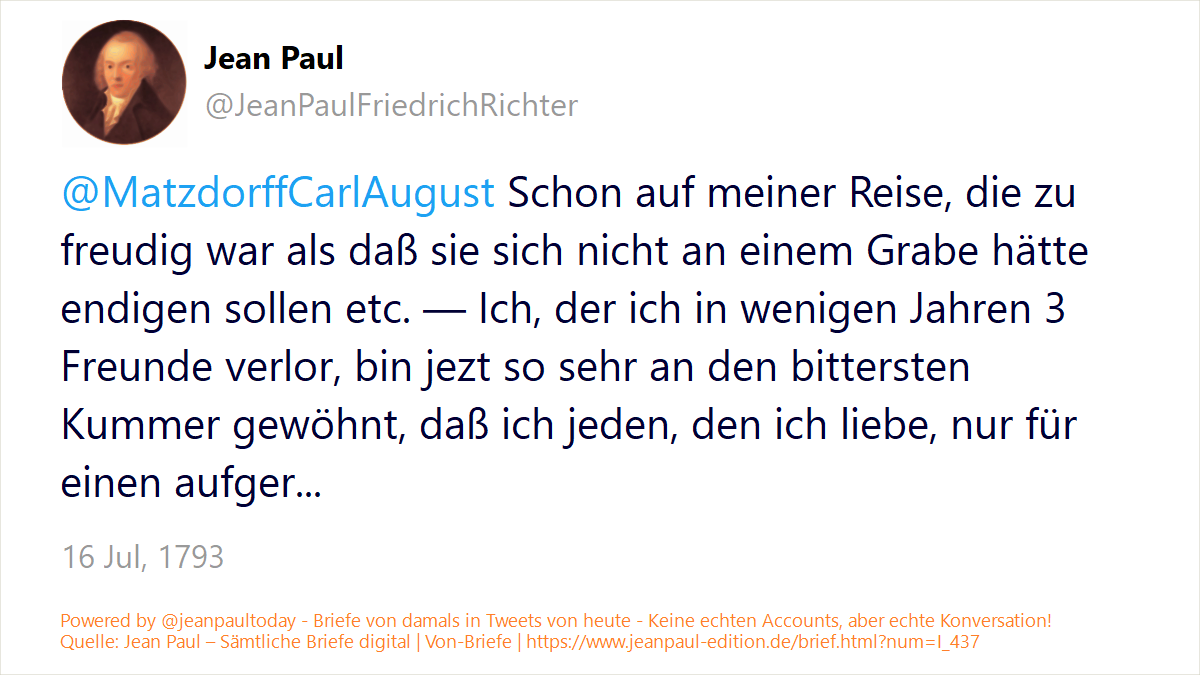 Jean Paul
@JeanPaulFriedrichRichter
@MatzdorffCarlAugust Schon auf meiner Reise, die zu
freudig war als daß sie sich nicht an einem Grabe hätte
endigen sollen etc. — Ich, der ich in wenigen Jahren 3
Freunde verlor, bin jezt so sehr an den bittersten
Kummer gewöhnt, daß ich jeden, den ich liebe, nur für
einen aufger...
16 Jul, 1793
Powered by @jeanpaultoday - Briefe von damals in Tweets von heute - Keine echten Accounts, aber echte Konversation!
Quelle: Jean Paul – Sämtliche Briefe digital | Von-Briefe | https://www.jeanpaul-edition.de/brief.html?num=I_437